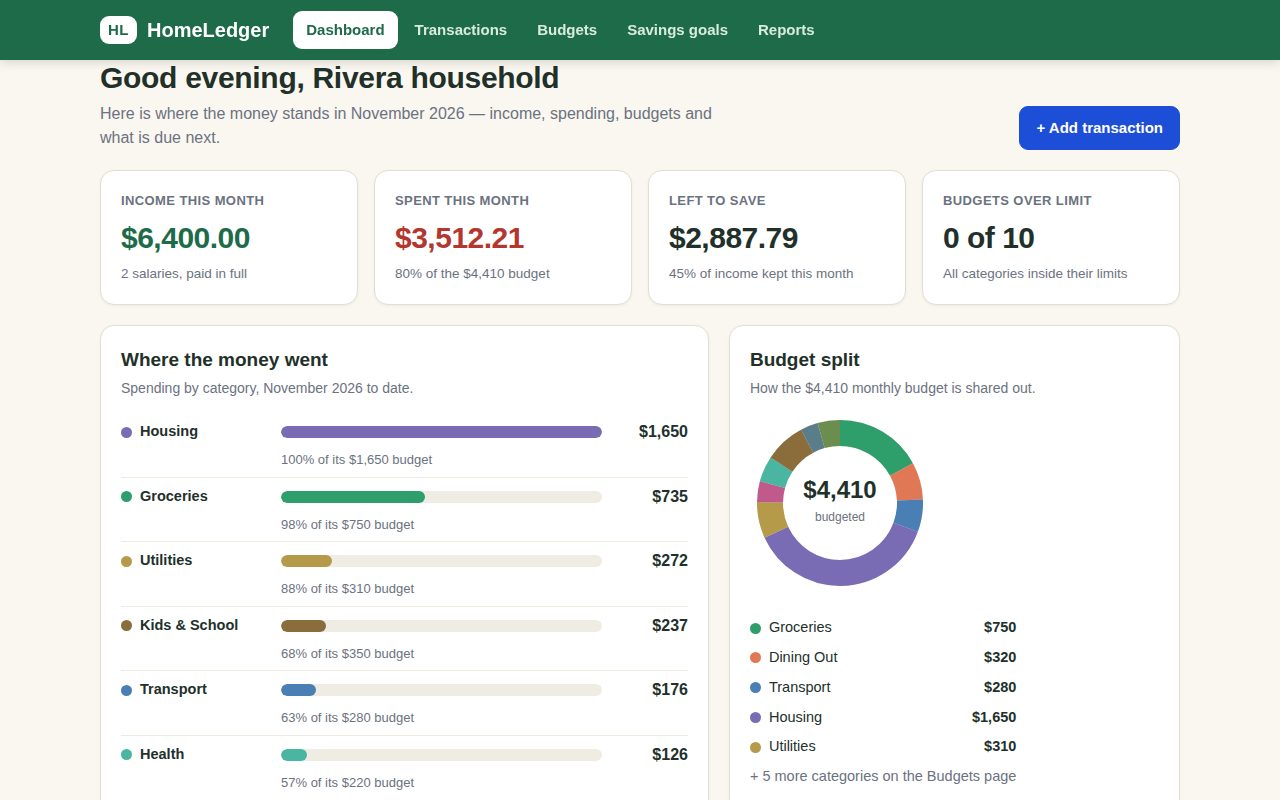 HL HomeLedger Dashboard Transactions Budgets Savings goals Reports
Good evening, Rivera household
Here is where the money stands in November 2026 — income, spending, budgets and
what is due next.
+ Add transaction
INCOME THIS MONTH
$6,400.00
2 salaries, paid in full
SPENT THIS MONTH
$3,512.21
80% of the $4,410 budget
LEFT TO SAVE
$2,887.79
45% of income kept this month
BUDGETS OVER LIMIT
0 of 10
All categories inside their limits
Where the money went
Spending by category, November 2026 to date.
Housing $1,650
100% of its $1,650 budget
Groceries $735
98% of its $750 budget
Utilities $272
88% of its $310 budget
Kids & School $237
68% of its $350 budget
Transport $176
63% of its $280 budget
Health $126
57% of its $220 budget
Budget split
How the $4,410 monthly budget is shared out.
$4,410
budgeted
Groceries $750
Dining Out $320
Transport $280
Housing $1,650
Utilities $310
+ 5 more categories on the Budgets page